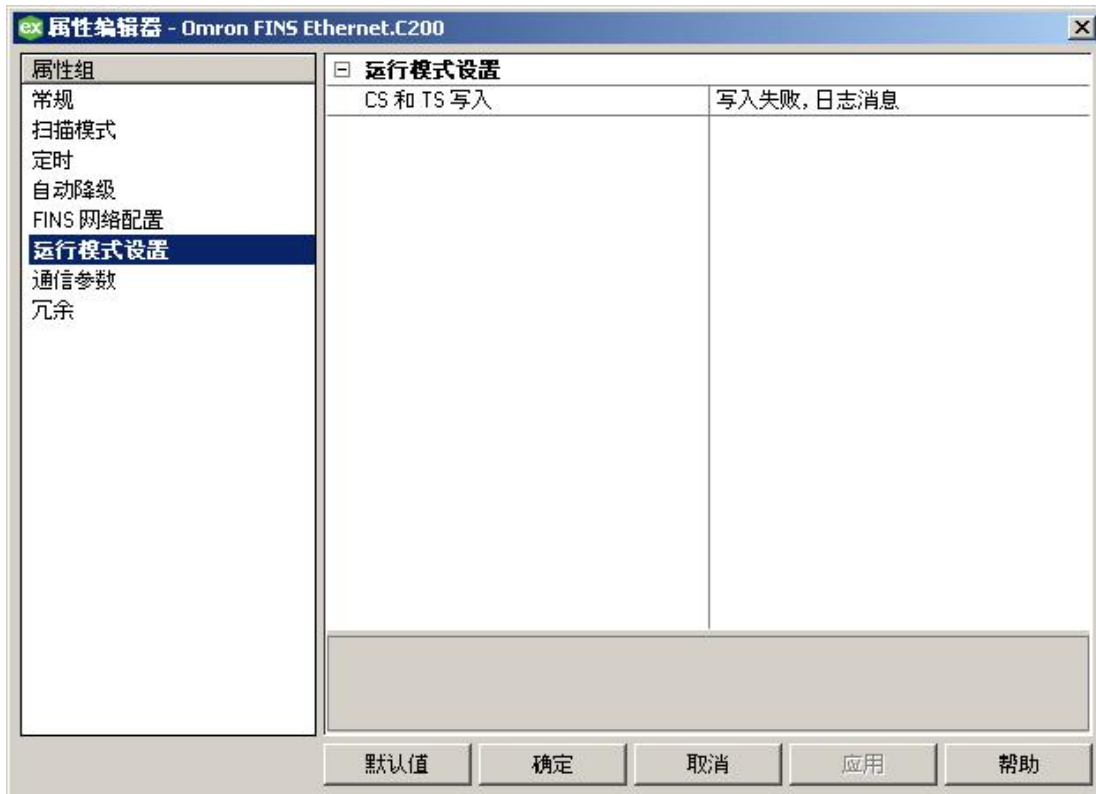 ex 属性编辑器 - Omron FINS Ethernet.C200
属性组
常规
扫描模式
定时
自动降级
FINS 网络配置
运行模式设置
通信参数
冗余
运行模式设置
CS 和 TS 写入 写入失败, 日志消息
默认值 确定 取消 应用 帮助